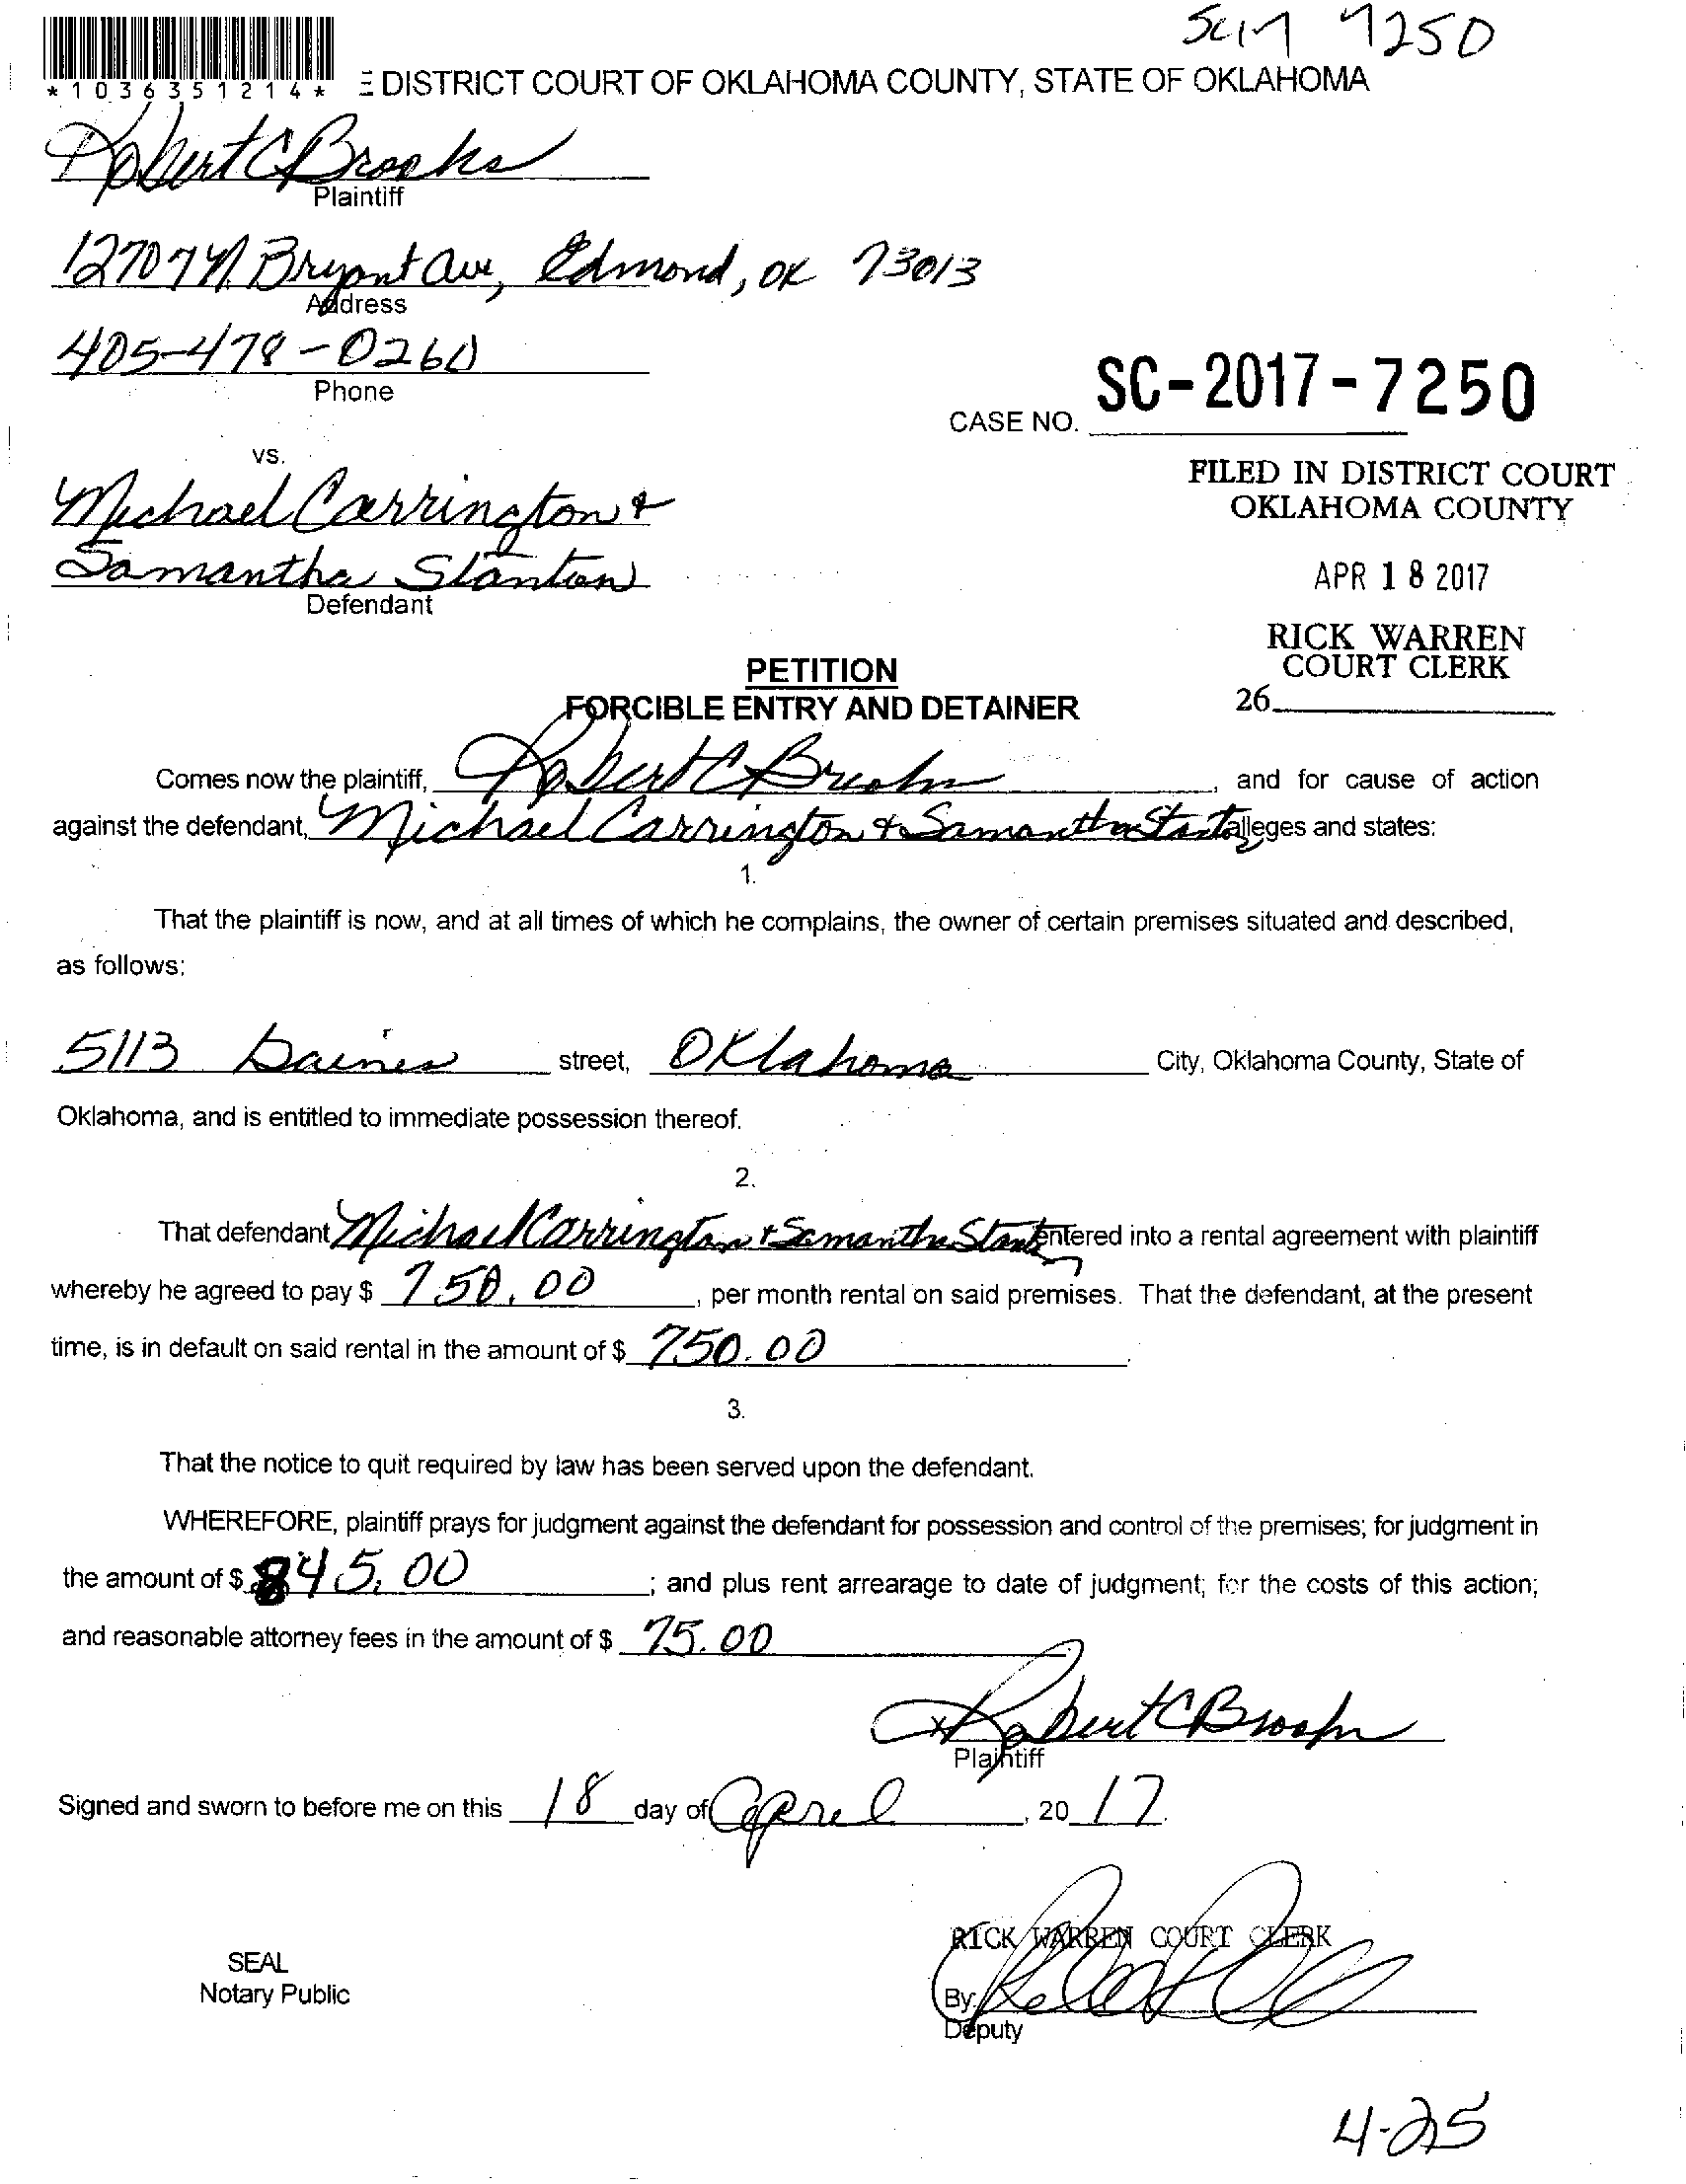 SC17 7250
*1036351214* E DISTRICT COURT OF OKLAHOMA COUNTY, STATE OF OKLAHOMA
Robert C Brooks
Plaintiff
12707 N. Bryant Ave, Edmond, OK 73013
Address
405-478-0260
Phone
CASE NO. SC-2017-7250
vs.
FILED IN DISTRICT COURT
OKLAHOMA COUNTY
Michael Carrington &
Samantha Stanton
Defendant
APR 18 2017
RICK WARREN
COURT CLERK
26
PETITION
FORCIBLE ENTRY AND DETAINER
Comes now the plaintiff, Robert C Brooks, and for cause of action
against the defendant, Michael Carrington & Samantha Stanton alleges and states:
1.
That the plaintiff is now, and at all times of which he complains, the owner of certain premises situated and described,
as follows:
5113 Gaines street, Oklahoma City, Oklahoma County, State of
Oklahoma, and is entitled to immediate possession thereof.
2.
That defendant Michael Carrington & Samantha Stanton entered into a rental agreement with plaintiff
whereby he agreed to pay $ 750.00, per month rental on said premises. That the defendant, at the present
time, is in default on said rental in the amount of $ 750.00.
3.
That the notice to quit required by law has been served upon the defendant.
WHEREFORE, plaintiff prays for judgment against the defendant for possession and control of the premises; for judgment in
the amount of $ 845.00; and plus rent arrearage to date of judgment; for the costs of this action;
and reasonable attorney fees in the amount of $ 75.00
X Robert C Brooks
Plaintiff
Signed and sworn to before me on this 18 day of April, 2017.
RICK WARREN COURT CLERK
SEAL
Notary Public
By:
Deputy
4-25